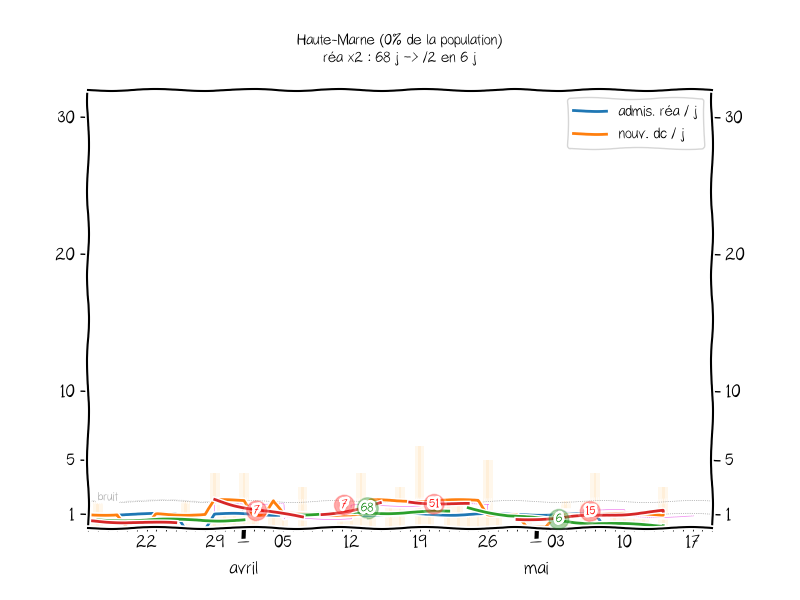 Haute-Marne (0% de la population)
réa x2 : 68 j -> /2 en 6 j
admis. réa / j
nouv. dc / j
30 30
20 20
10 10
5 5
bruit
1 1
7 7 68 51 6 15
22 29 1 05 12 19 26 1 03 10 17
avril mai